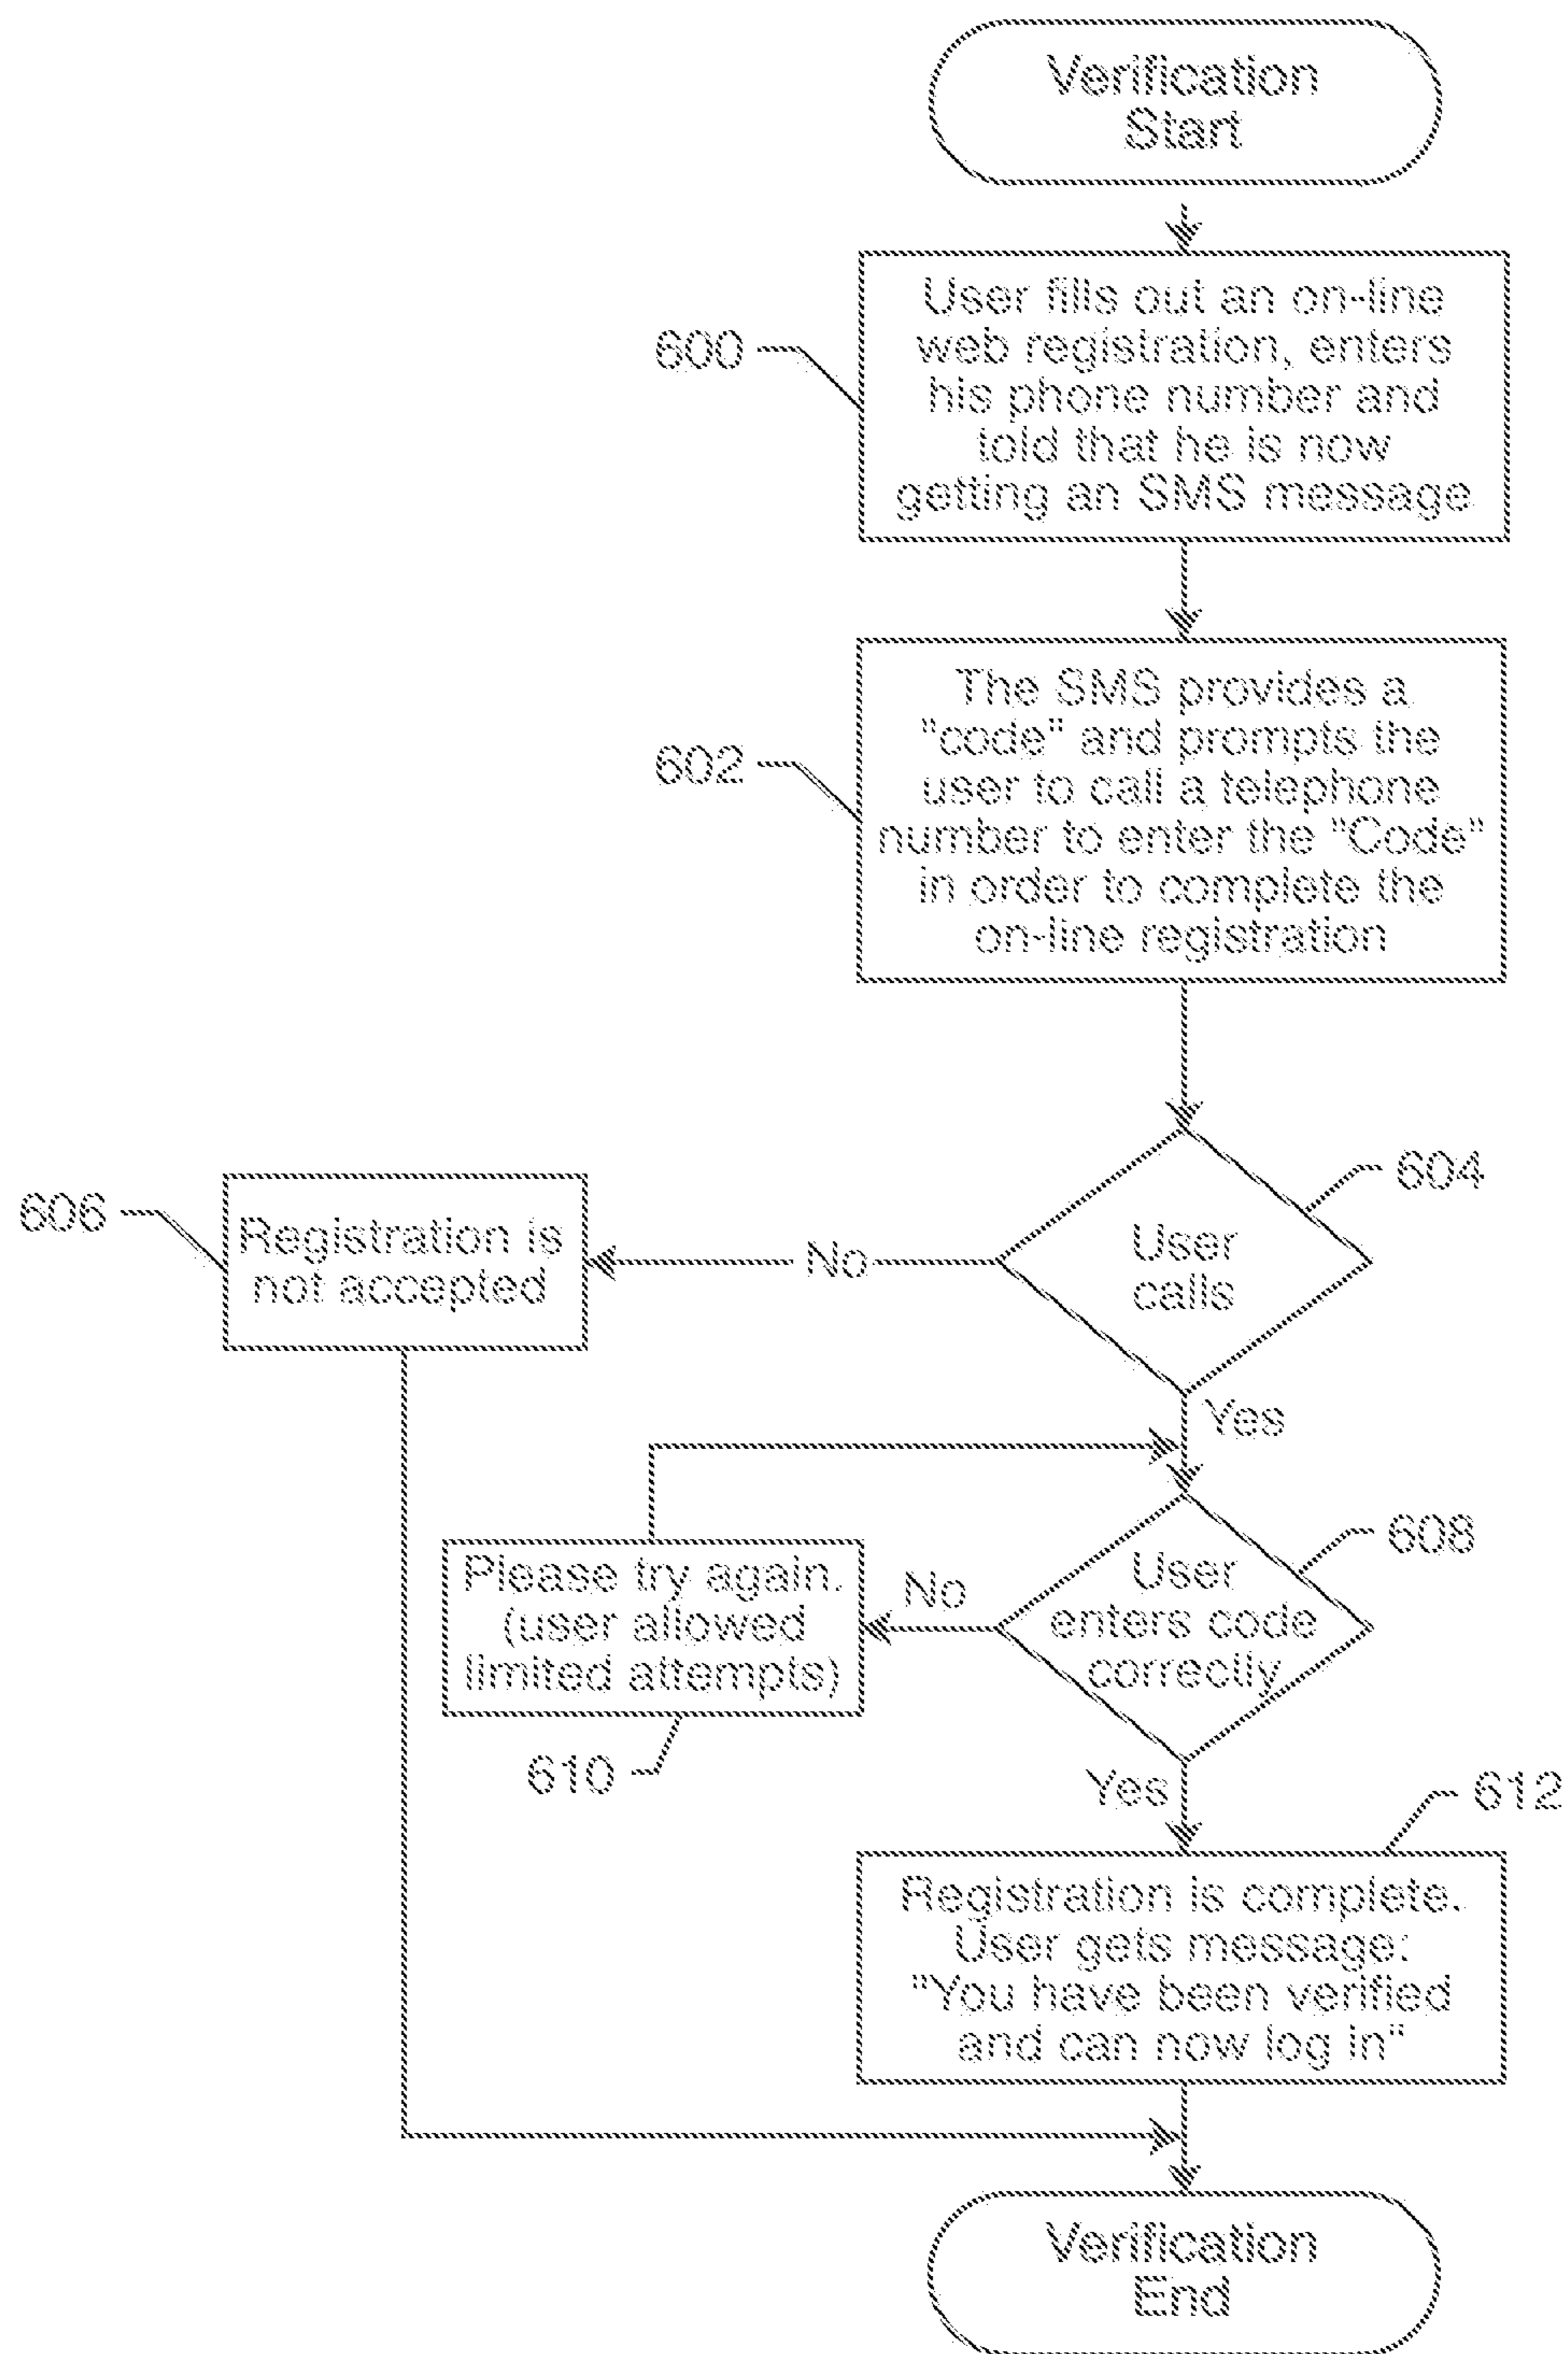 Verification
Start
600
User fills out an on-line
web registration, enters
his phone number and
told that he is now
getting an SMS message
602
The SMS provides a
"code" and prompts the
user to call a telephone
number to enter the "Code"
in order to complete the
on-line registration
604
User
calls
No
606
Registration is
not accepted
Yes
608
User
enters code
correctly
No
Please try again.
(user allowed
limited attempts)
610
Yes
612
Registration is complete.
User gets message:
"You have been verified
and can now log in"
Verification
End